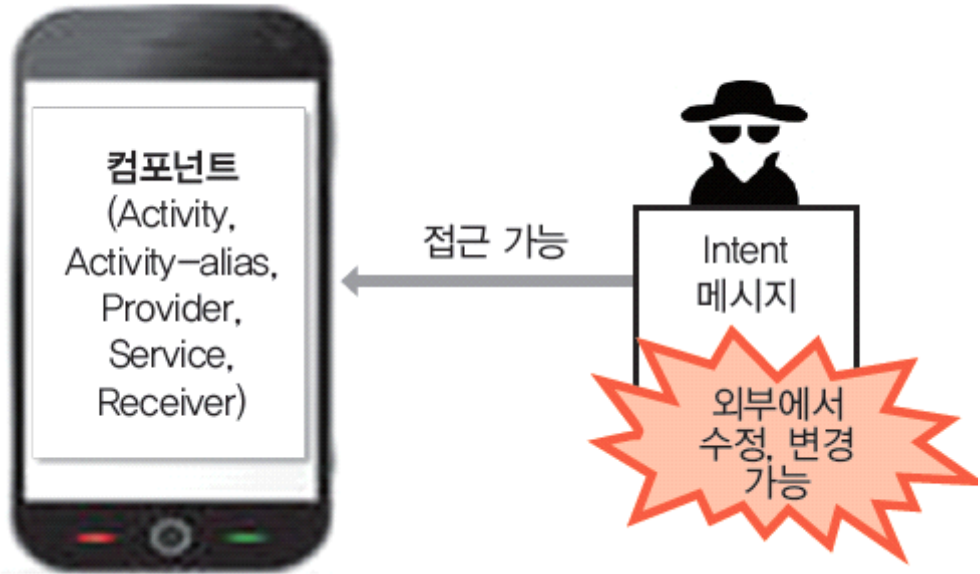 컴포넌트
(Activity,
Activity-alias,
Provider,
Service,
Receiver)
접근 가능
Intent
메시지
외부에서
수정, 변경
가능